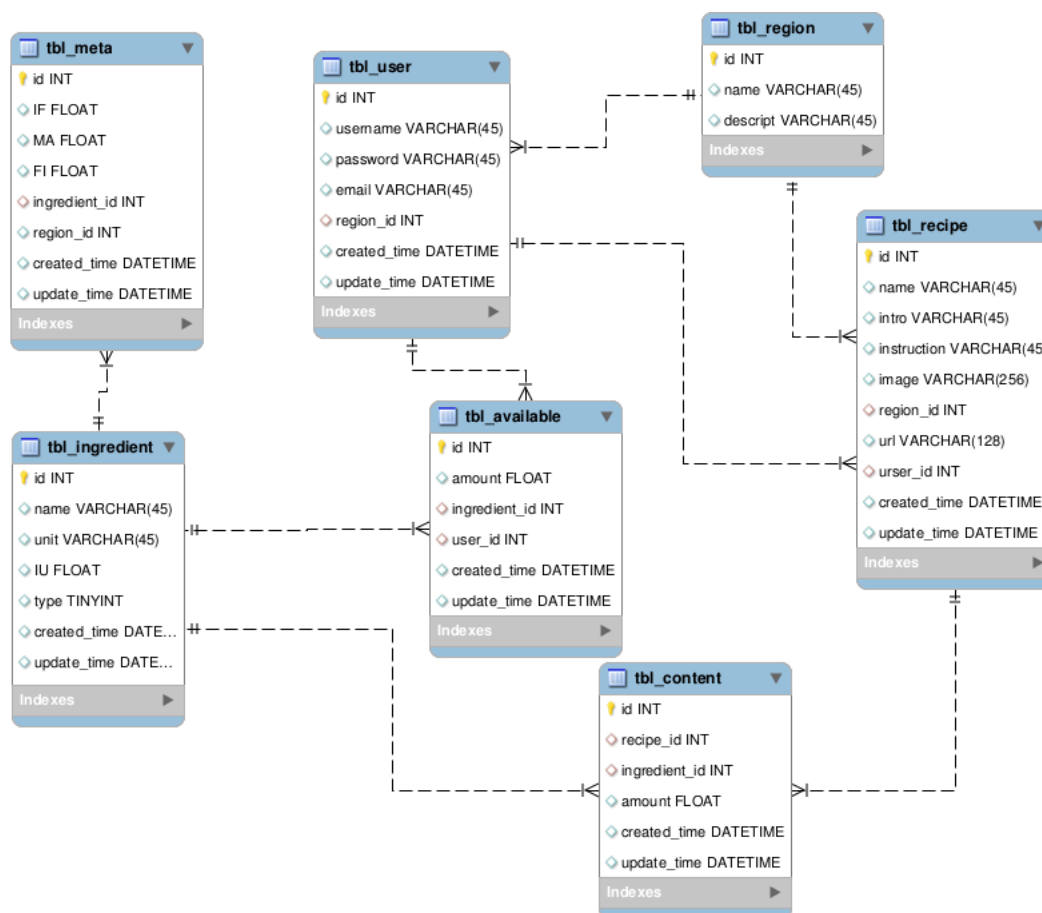 tbl_meta
id INT
IF FLOAT
MA FLOAT
FI FLOAT
ingredient_id INT
region_id INT
created_time DATETIME
update_time DATETIME
Indexes
tbl_user
id INT
username VARCHAR(45)
password VARCHAR(45)
email VARCHAR(45)
region_id INT
created_time DATETIME
update_time DATETIME
Indexes
tbl_region
id INT
name VARCHAR(45)
descript VARCHAR(45)
Indexes
tbl_recipe
id INT
name VARCHAR(45)
intro VARCHAR(45)
instruction VARCHAR(45
image VARCHAR(256)
region_id INT
url VARCHAR(128)
urser_id INT
created_time DATETIME
update_time DATETIME
Indexes
tbl_ingredient
id INT
name VARCHAR(45)
unit VARCHAR(45)
IU FLOAT
type TINYINT
created_time DATE...
update_time DATE...
Indexes
tbl_available
id INT
amount FLOAT
ingredient_id INT
user_id INT
created_time DATETIME
update_time DATETIME
Indexes
tbl_content
id INT
recipe_id INT
ingredient_id INT
amount FLOAT
created_time DATETIME
update_time DATETIME
Indexes